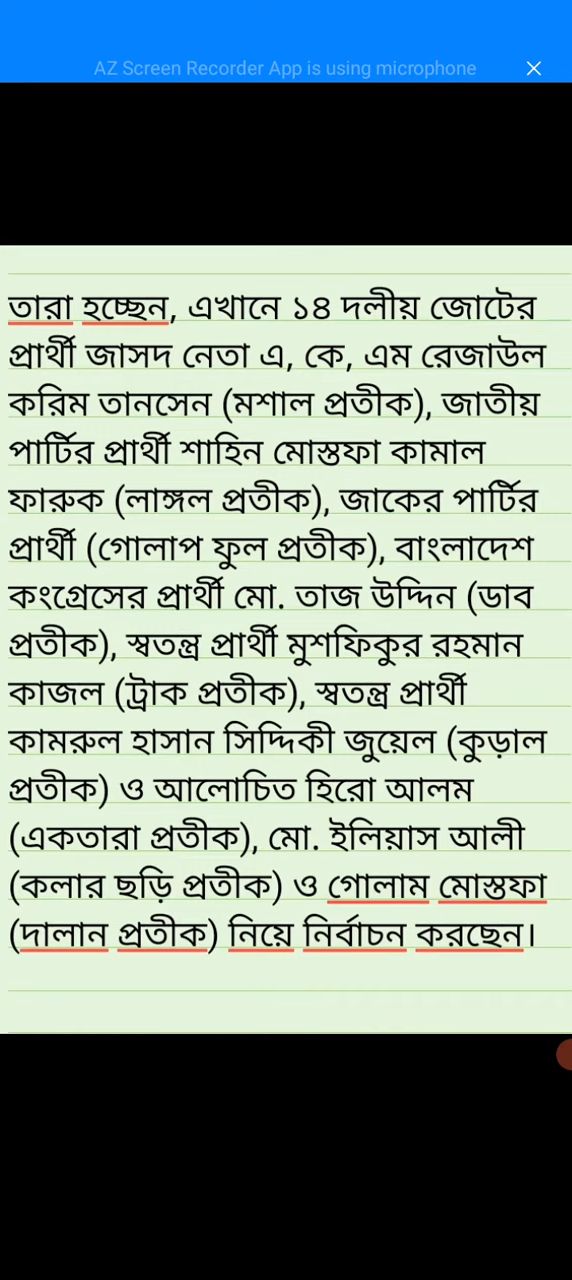 AZ Screen Recorder App is using microphone
তারা হচ্ছেন, এখানে ১৪ দলীয় জোটের
প্রার্থী জাসদ নেতা এ, কে, এম রেজাউল
করিম তানসেন (মশাল প্রতীক), জাতীয়
পার্টির প্রার্থী শাহিন মোস্তফা কামাল
ফারুক (লাঙ্গল প্রতীক), জাকের পার্টির
প্রার্থী (গোলাপ ফুল প্রতীক), বাংলাদেশ
কংগ্রেসের প্রার্থী মো. তাজ উদ্দিন (ডাব
প্রতীক), স্বতন্ত্র প্রার্থী মুশফিকুর রহমান
কাজল (ট্রাক প্রতীক), স্বতন্ত্র প্রার্থী
কামরুল হাসান সিদ্দিকী জুয়েল (কুড়াল
প্রতীক) ও আলোচিত হিরো আলম
(একতারা প্রতীক), মো. ইলিয়াস আলী
(কলার ছড়ি প্রতীক) ও গোলাম মোস্তফা
(দালান প্রতীক) নিয়ে নির্বাচন করছেন।